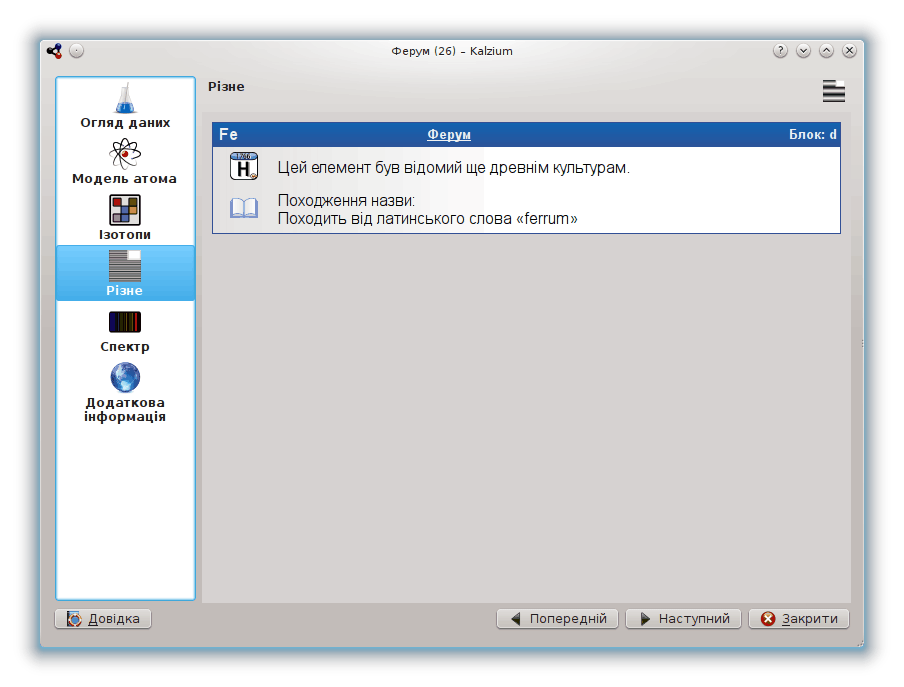 Ферум (26) – Kalzium
Огляд даних
Модель атома
Ізотопи
Різне
Спектр
Додаткова
інформація
Різне
Fe Ферум Блок: d
1766
H
Цей елемент був відомий ще древнім культурам.
Походження назви:
Походить від латинського слова «ferrum»
Довідка
Попередній
Наступний
Закрити